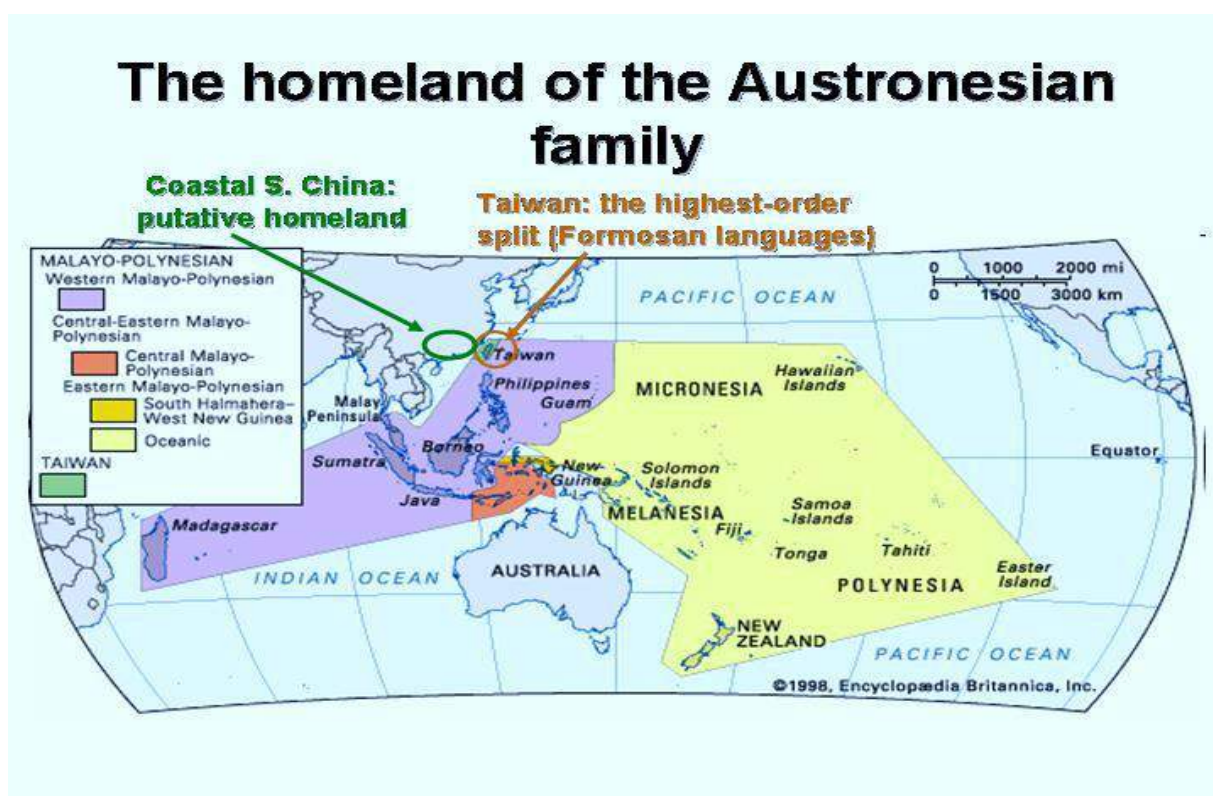 The homeland of the Austronesian
family
Coastal S. China:
putative homeland
Taiwan: the highest-order
split (Formosan languages)
MALAYO-POLYNESIAN
Western Malayo-Polynesian
Central-Eastern Malayo-
Polynesian
Central Malayo-
Polynesian
Eastern Malayo-Polynesian
South Halmahera-
West New Guinea
Oceanic
TAIWAN
0 1000 2000 mi
0 1500 3000 km
PACIFIC OCEAN
Taiwan
Philippines
Guam
MICRONESIA
Hawaiian
Islands
Malay
Peninsula
Borneo
Sumatra
Java
New
Guinea
Solomon
Islands
MELANESIA
Equator
Samoa
Islands
Fiji
Tonga
Tahiti
Easter
Island
POLYNESIA
Madagascar
INDIAN OCEAN
AUSTRALIA
NEW
ZEALAND
PACIFIC OCEAN
©1998, Encyclopædia Britannica, Inc.